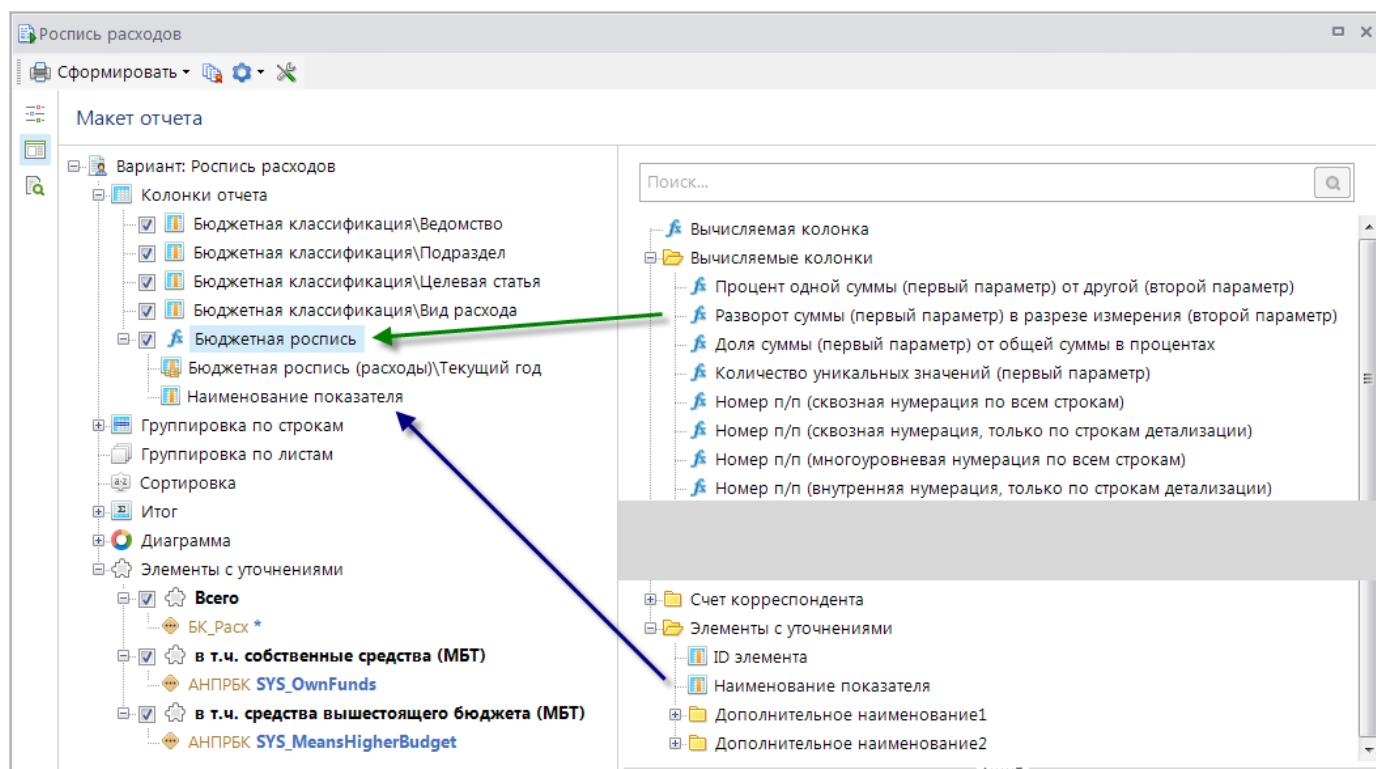 Роспись расходов
Сформировать
Макет отчета
Вариант: Роспись расходов
Колонки отчета
Бюджетная классификация\Ведомство
Бюджетная классификация\Подраздел
Бюджетная классификация\Целевая статья
Бюджетная классификация\Вид расхода
Бюджетная роспись
Бюджетная роспись (расходы)\Текущий год
Наименование показателя
Группировка по строкам
Группировка по листам
Сортировка
Итог
Диаграмма
Элементы с уточнениями
Всего
БК_Расх *
в т.ч. собственные средства (МБТ)
АНПРБК SYS_OwnFunds
в т.ч. средства вышестоящего бюджета (МБТ)
АНПРБК SYS_MeansHigherBudget
Поиск...
Вычисляемая колонка
Вычисляемые колонки
Процент одной суммы (первый параметр) от другой (второй параметр)
Разворот суммы (первый параметр) в разрезе измерения (второй параметр)
Доля суммы (первый параметр) от общей суммы в процентах
Количество уникальных значений (первый параметр)
Номер п/п (сквозная нумерация по всем строкам)
Номер п/п (сквозная нумерация, только по строкам детализации)
Номер п/п (многоуровневая нумерация по всем строкам)
Номер п/п (внутренняя нумерация, только по строкам детализации)
Счет корреспондента
Элементы с уточнениями
ID элемента
Наименование показателя
Дополнительное наименование1
Дополнительное наименование2